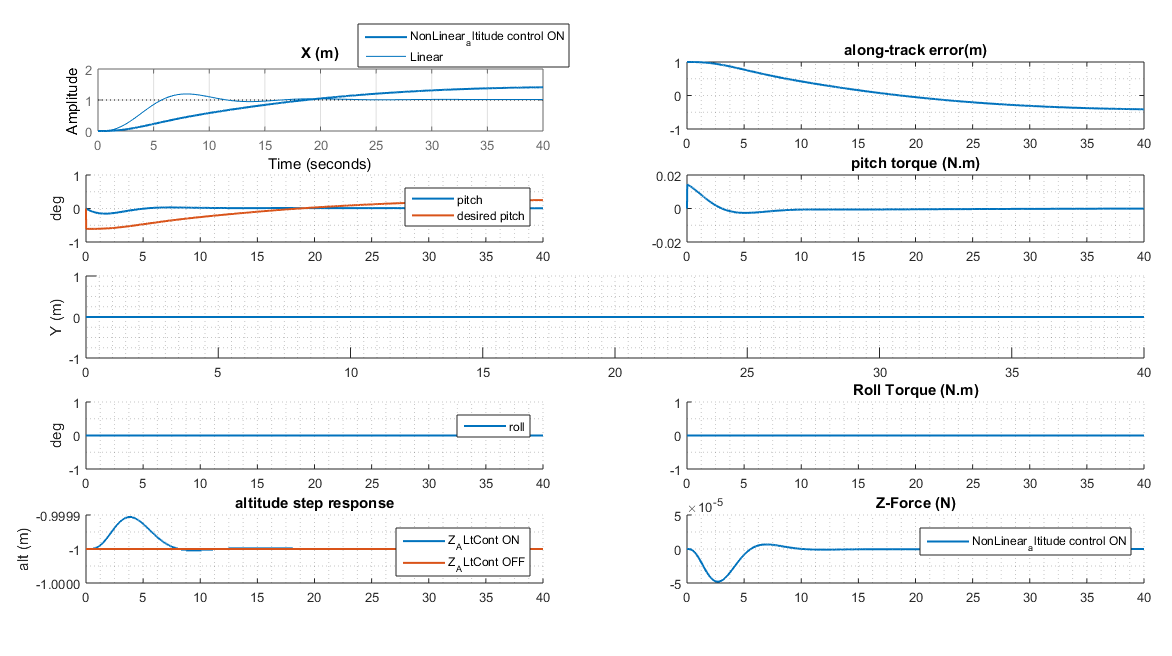 NonLinear_altitude control ON
Linear
X (m)
Amplitude
2
1
0
0 5 10 15 20 25 30 35 40
Time (seconds)
along-track error(m)
1
0
-1
0 5 10 15 20 25 30 35 40
deg
1
0
-1
pitch
desired pitch
0 5 10 15 20 25 30 35 40
pitch torque (N.m)
0.02
0
-0.02
0 5 10 15 20 25 30 35 40
Y (m)
1
0
-1
0 5 10 15 20 25 30 35 40
deg
1
0
-1
roll
0 5 10 15 20 25 30 35 40
Roll Torque (N.m)
1
0
-1
0 5 10 15 20 25 30 35 40
altitude step response
alt (m)
-0.9999
-1
-1.0000
Z_ALtCont ON
Z_ALtCont OFF
0 5 10 15 20 25 30 35 40
Z-Force (N)
×10^-5
5
0
-5
NonLinear_altitude control ON
0 5 10 15 20 25 30 35 40